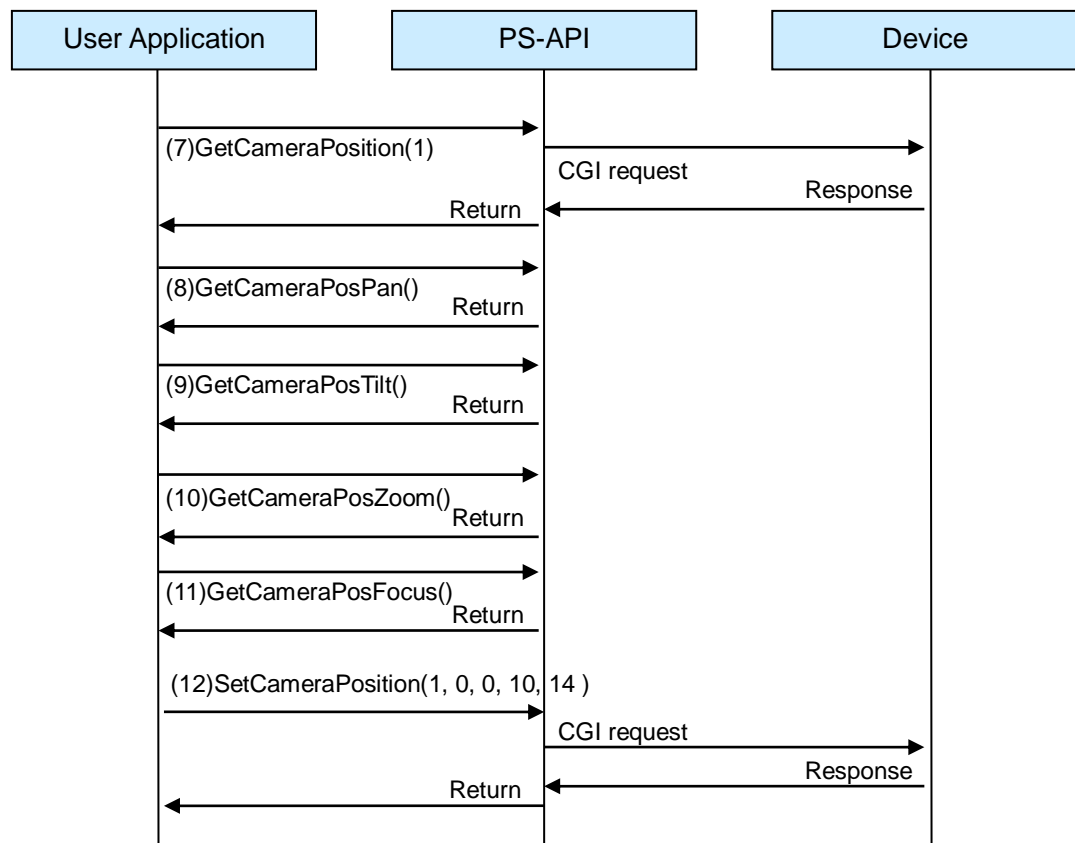 User Application
PS-API
Device
(7)GetCameraPosition(1)
CGI request
Response
Return
(8)GetCameraPosPan()
Return
(9)GetCameraPosTilt()
Return
(10)GetCameraPosZoom()
Return
(11)GetCameraPosFocus()
Return
(12)SetCameraPosition(1, 0, 0, 10, 14 )
CGI request
Response
Return